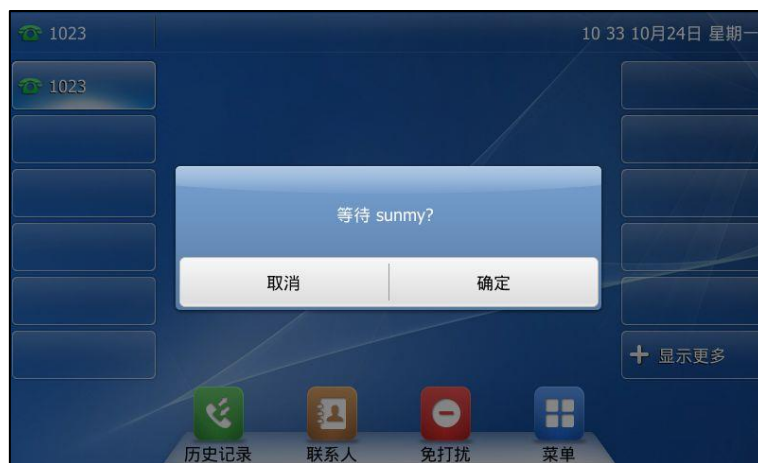 1023
10 33 10月24日 星期一
1023
等待 sunmy?
取消
确定
显示更多
历史记录
联系人
免打扰
菜单